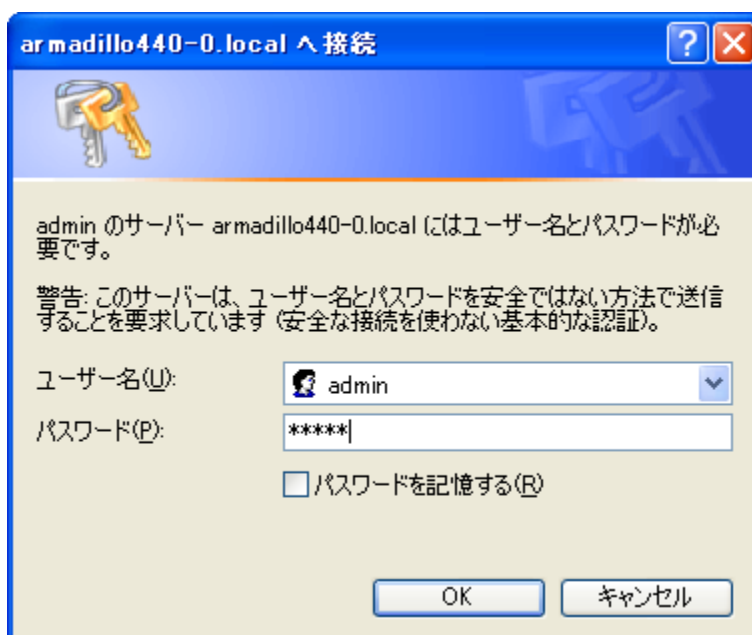 armadillo440-0.local へ接続
admin のサーバー armadillo440-0.local にはユーザー名とパスワードが必
要です。
警告: このサーバーは、ユーザー名とパスワードを安全ではない方法で送信
することを要求しています (安全な接続を使わない基本的な認証)。
ユーザー名(U):
admin
パスワード(P):
*****
パスワードを記憶する(R)
OK
キャンセル